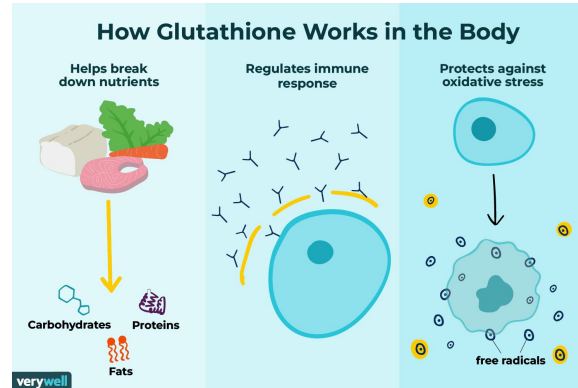 How Glutathione Works in the Body
Helps break
down nutrients
Regulates immune
response
Protects against
oxidative stress
Carbohydrates
Proteins
Fats
free radicals
verywell